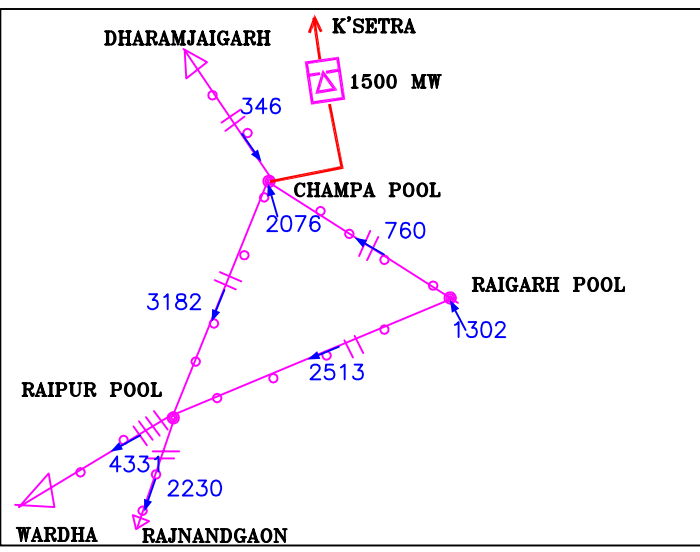 K'SETRA
DHARAMJAIGARH
1500 MW
346
CHAMPA POOL
2076
760
RAIGARH POOL
3182
1302
2513
RAIPUR POOL
4331
2230
WARDHA
RAJNANDGAON